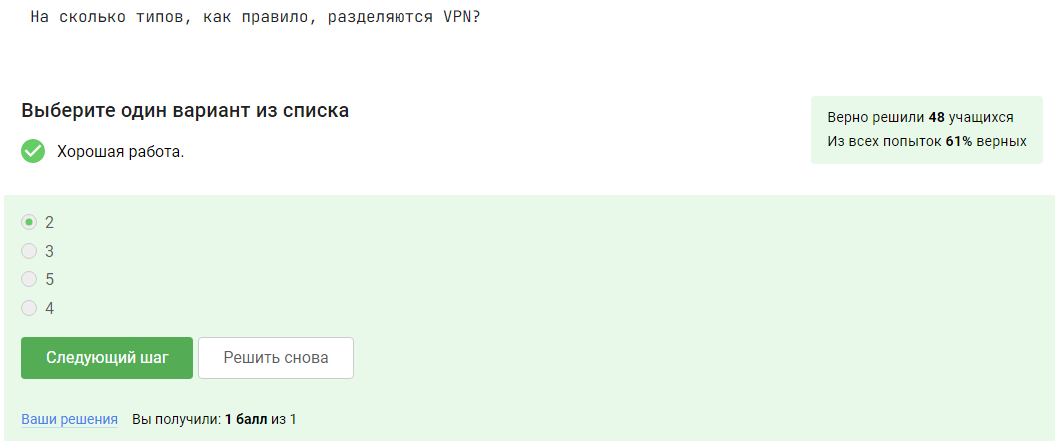 На сколько типов, как правило, разделяются VPN?
Выберите один вариант из списка
Верно решили 48 учащихся
Из всех попыток 61% верных
Хорошая работа.
2
3
5
4
Следующий шаг
Решить снова
Ваши решения
Вы получили: 1 балл из 1